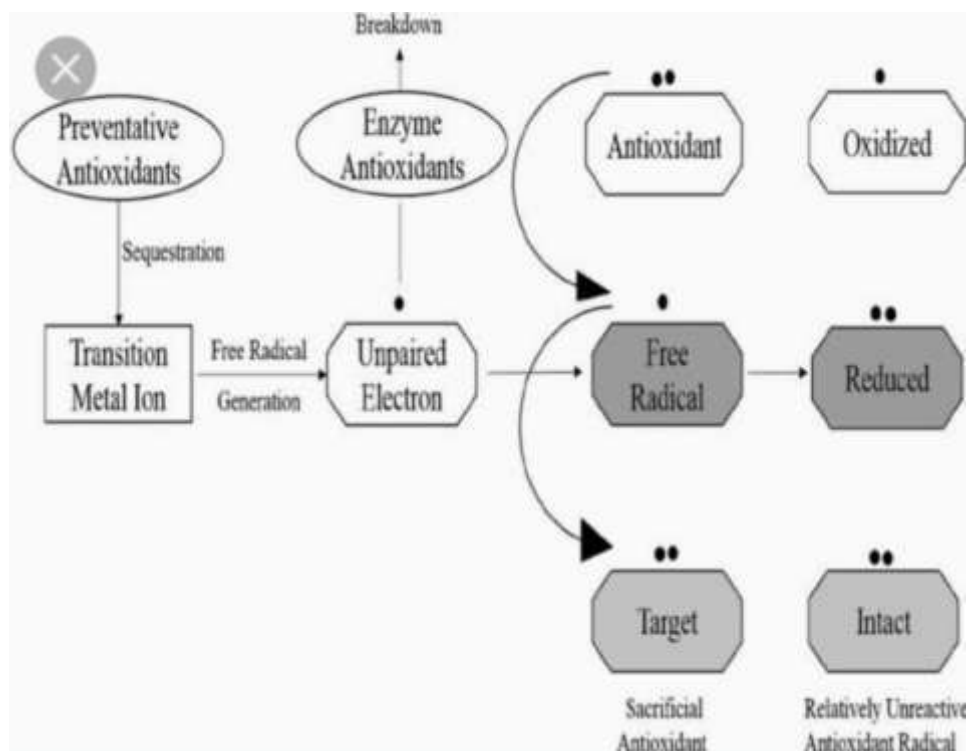 Breakdown
Preventative
Antioxidants
Enzyme
Antioxidants
Antioxidant
Oxidized
Sequestration
Transition
Metal Ion
Free Radical
Generation
Unpaired
Electron
Free
Radical
Reduced
Target
Intact
Sacrificial
Antioxidant
Relatively Unreactive
Antioxidant Radical